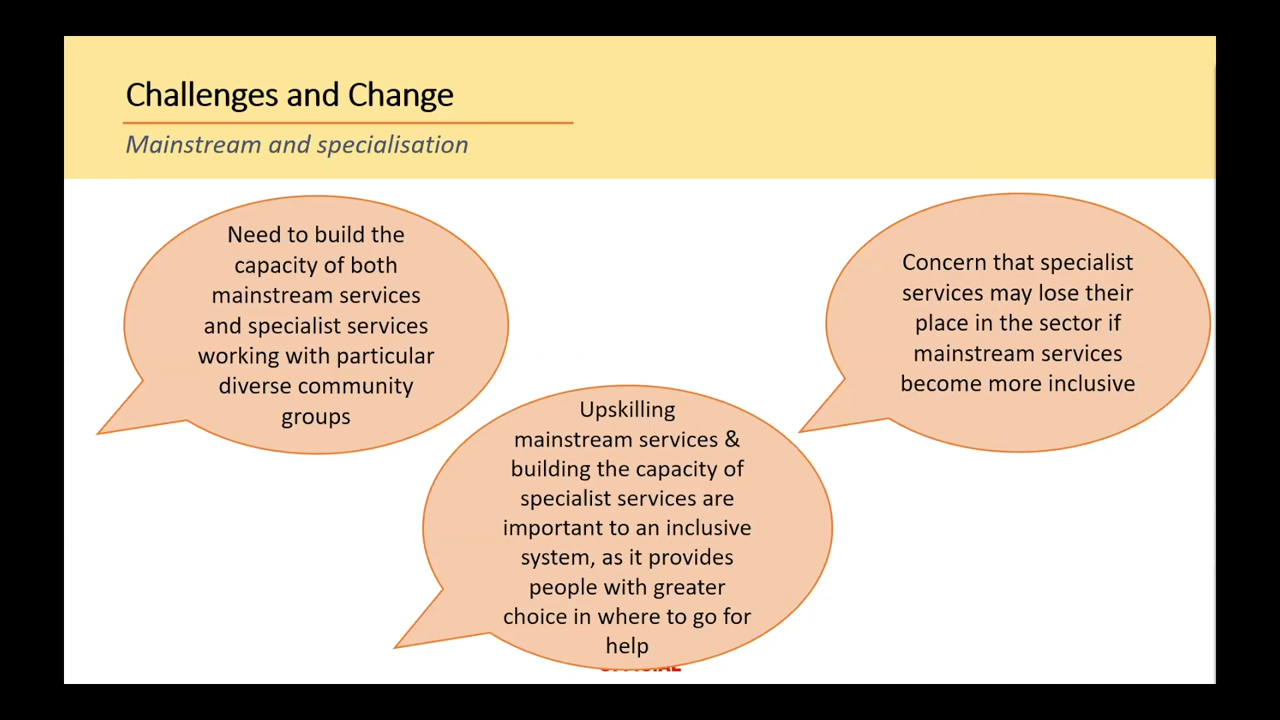 Challenges and Change
Mainstream and specialisation
Need to build the
capacity of both
mainstream services
and specialist services
working with particular
diverse community
groups
Concern that specialist
services may lose their
place in the sector if
mainstream services
become more inclusive
Upskilling
mainstream services &
building the capacity of
specialist services are
important to an inclusive
system, as it provides
people with greater
choice in where to go for
help